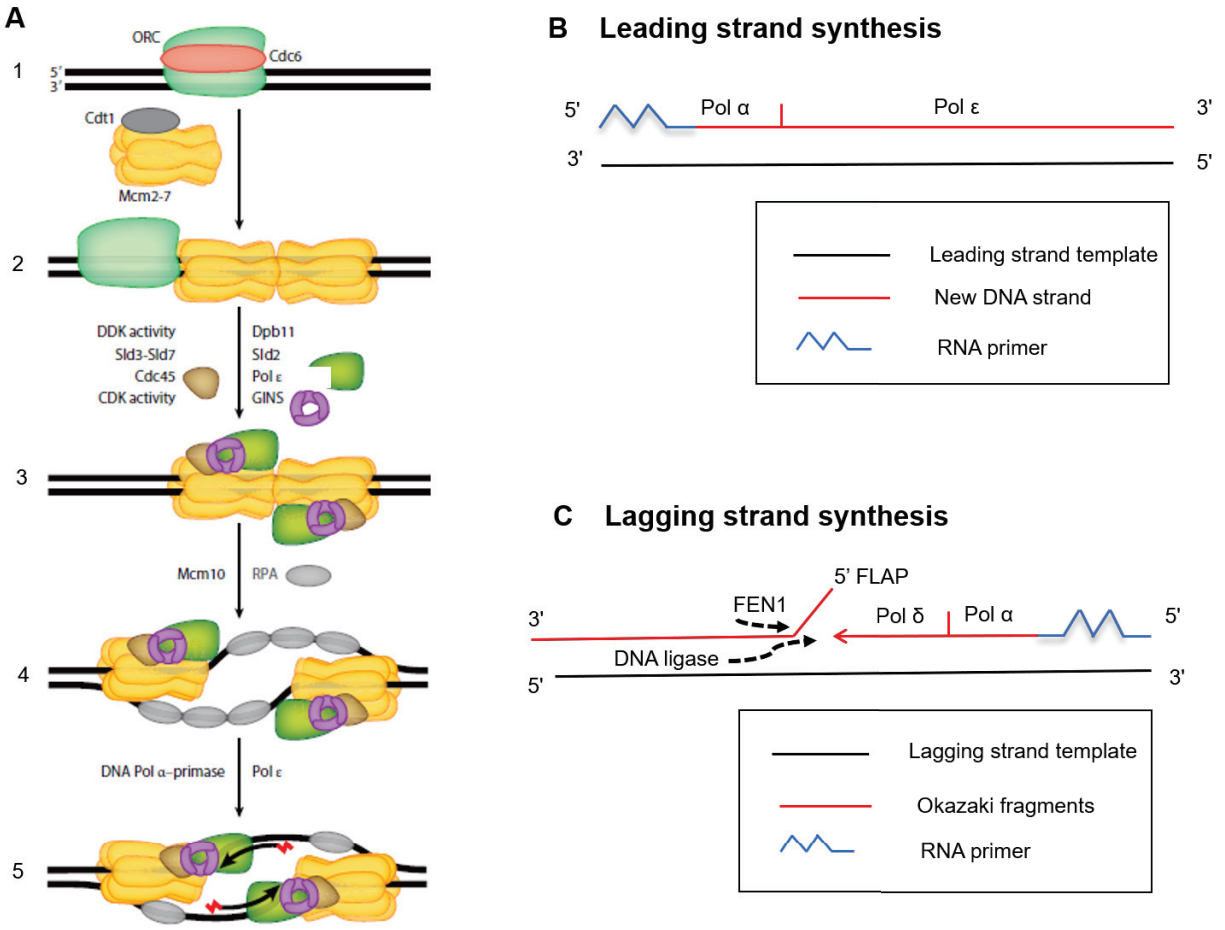 A
1
ORC
Cdc6
5'
3'
Cdt1
Mcm2-7
2
DDK activity
Sld3-Sld7
Cdc45
CDK activity
Dpb11
Sld2
Pol ε
GINS
3
Mcm10
RPA
4
DNA Pol α–primase
Pol ε
5
B Leading strand synthesis
5' Pol α Pol ε 3'
3' 5'
Leading strand template
New DNA strand
RNA primer
C Lagging strand synthesis
5' FLAP
FEN1
3' Pol δ Pol α 5'
DNA ligase
5' 3'
Lagging strand template
Okazaki fragments
RNA primer